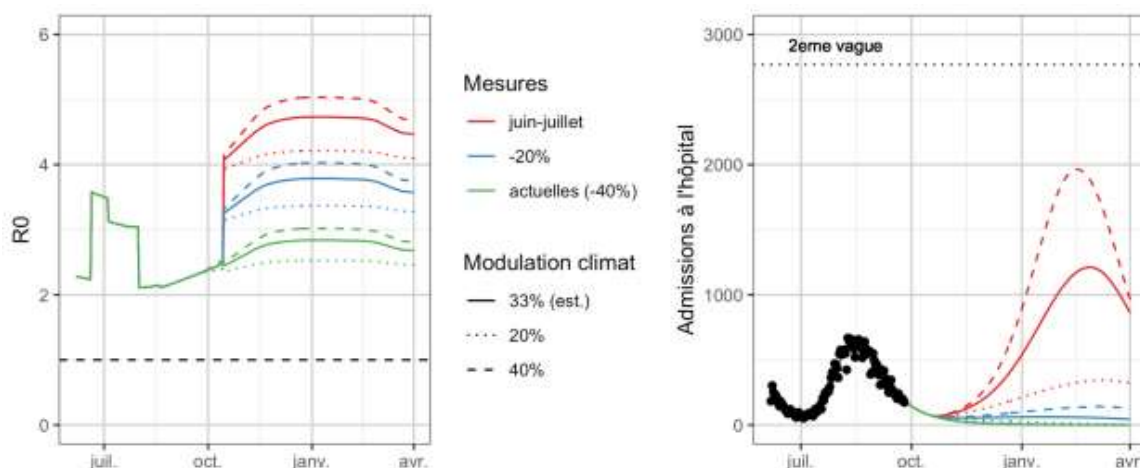 6
4
2
0
R0
juil.
oct.
janv.
avr.
Mesures
juin-juillet
-20%
actuelles (-40%)
Modulation climat
33% (est.)
20%
40%
3000
2000
1000
0
Admissions à l'hôpital
2eme vague
juil.
oct.
janv.
avr